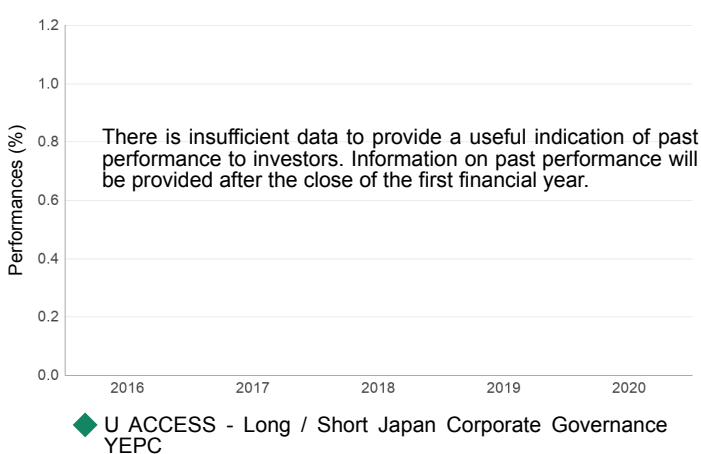 1.2
1.0
0.8
0.6
0.4
0.2
0.0
Performances (%)
There is insufficient data to provide a useful indication of past
performance to investors. Information on past performance will
be provided after the close of the first financial year.
2016 2017 2018 2019 2020
U ACCESS - Long / Short Japan Corporate Governance
YEPC